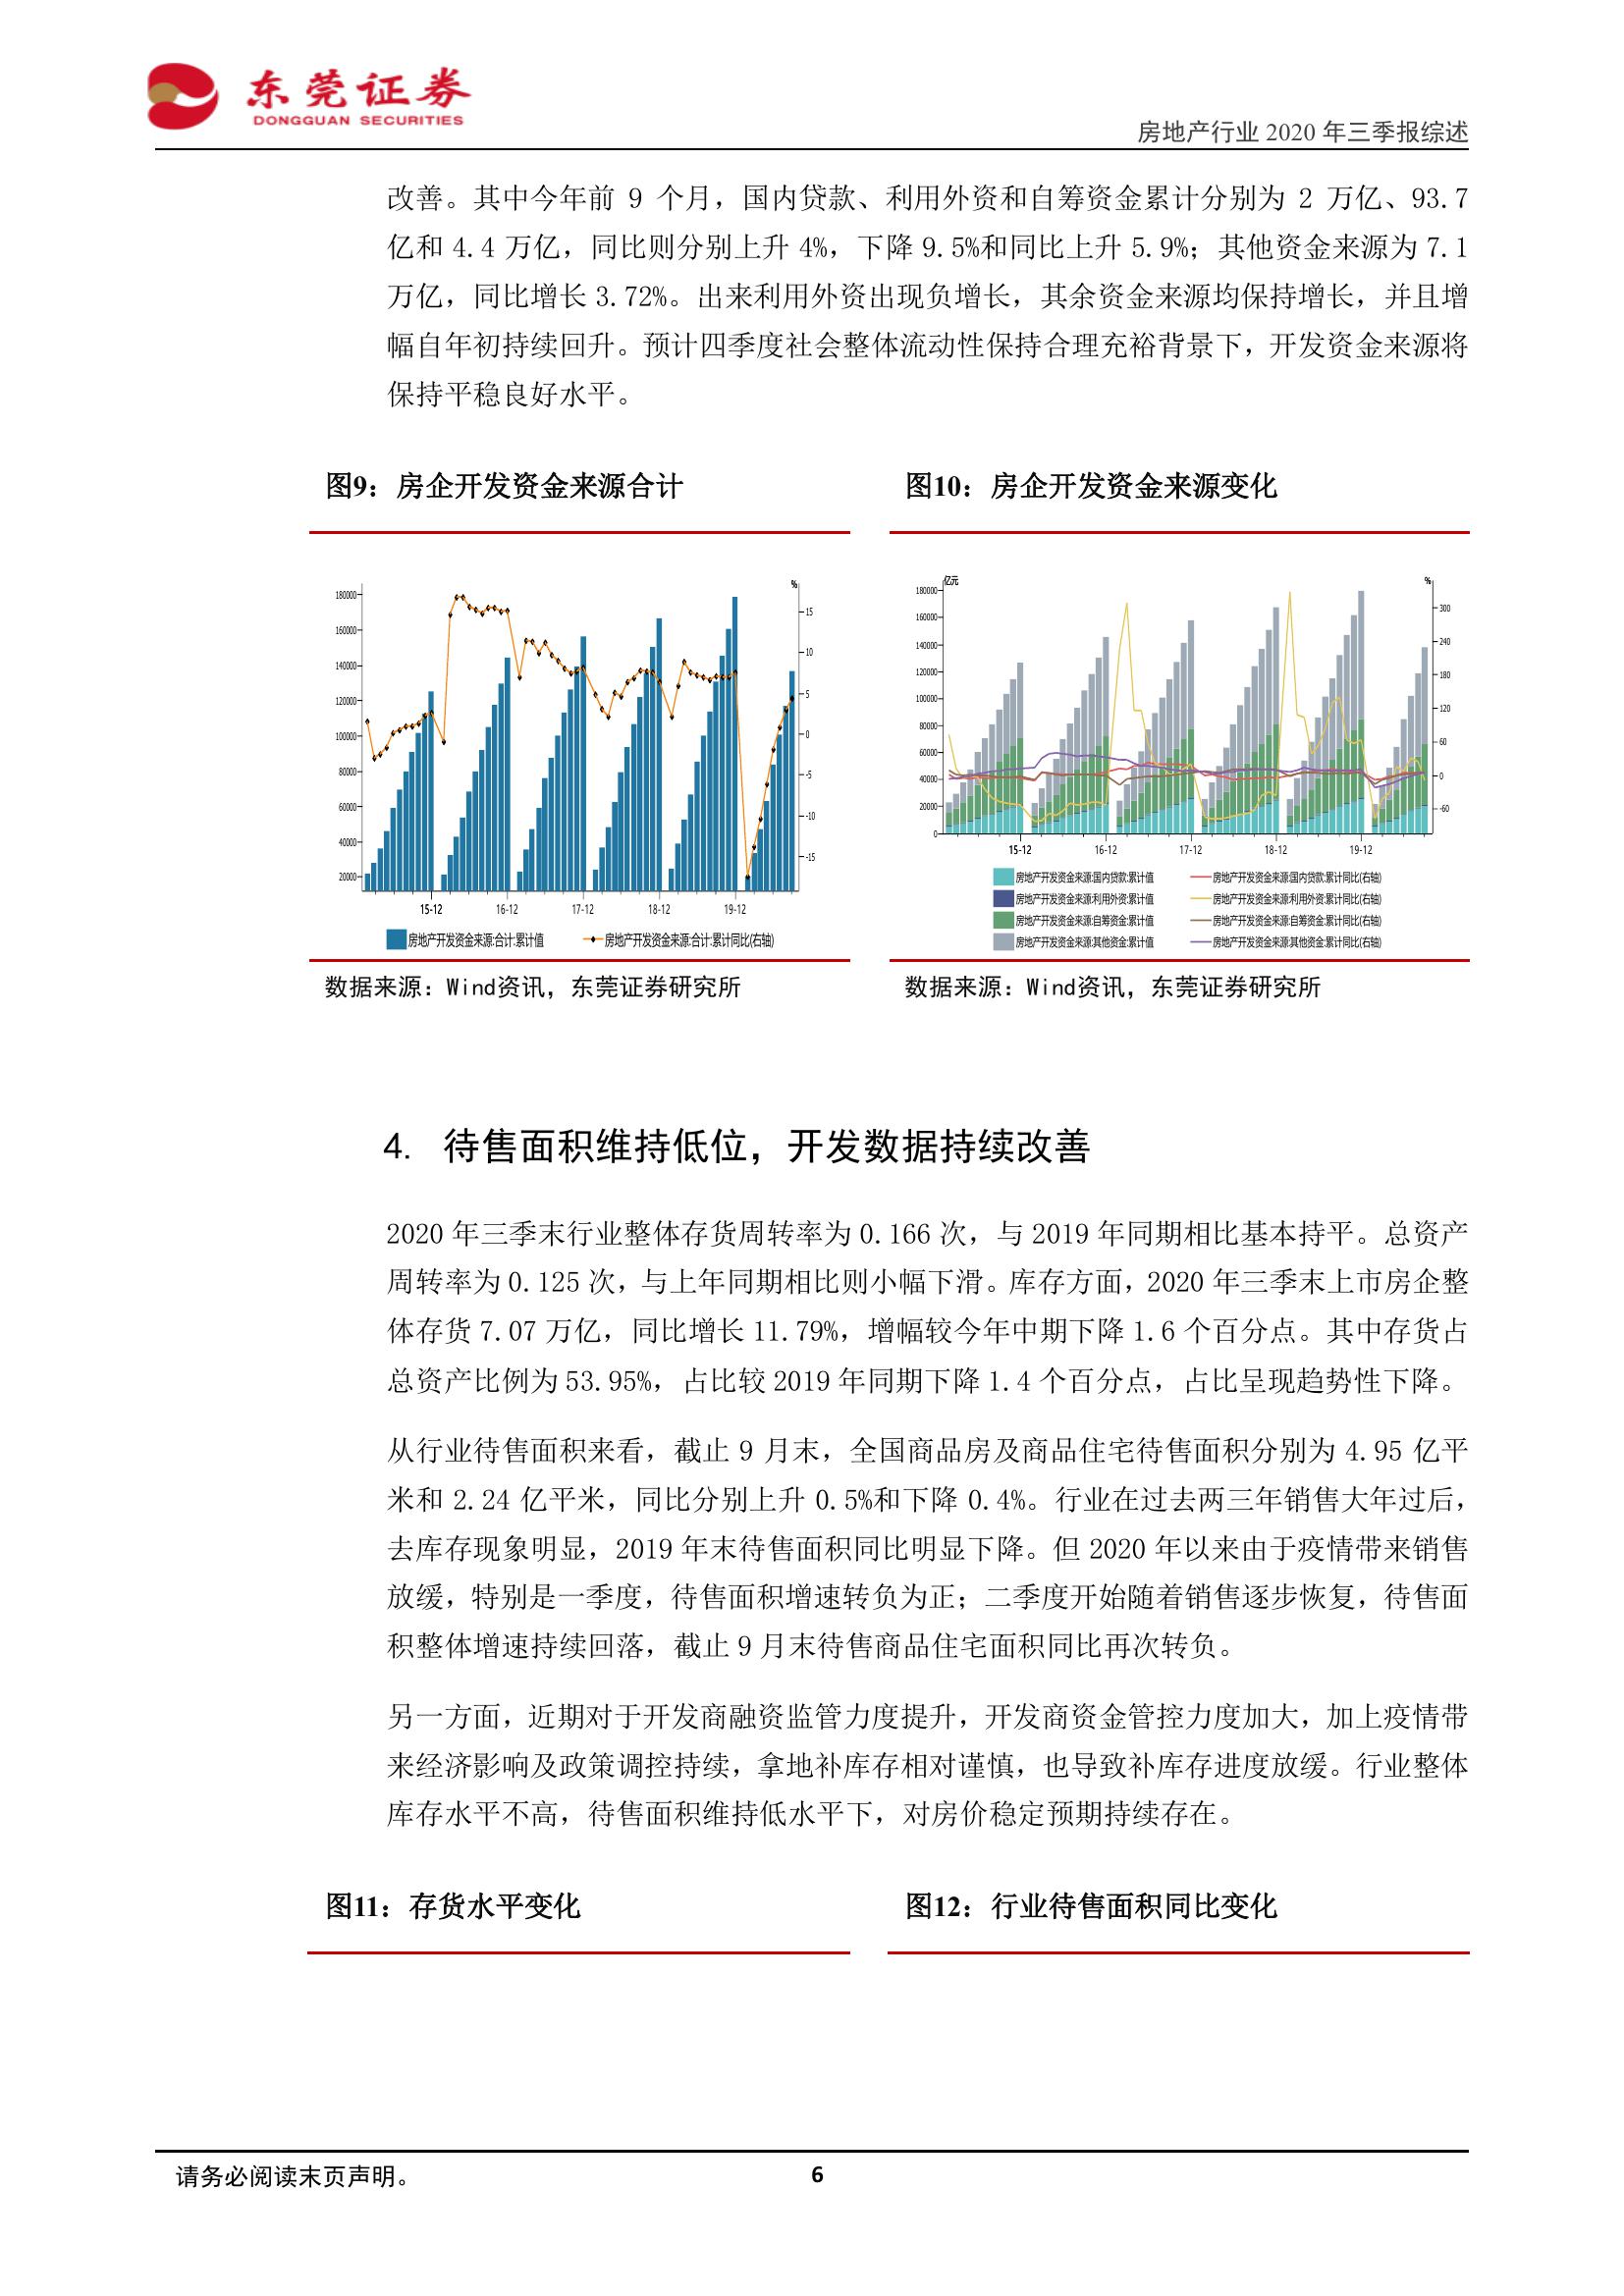 东莞证券
DONGGUAN SECURITIES
房地产行业 2020 年三季报综述
改善。其中今年前 9 个月，国内贷款、利用外资和自筹资金累计分别为 2 万亿、93.7
亿和 4.4 万亿，同比则分别上升 4%，下降 9.5%和同比上升 5.9%；其他资金来源为 7.1
万亿，同比增长 3.72%。出来利用外资出现负增长，其余资金来源均保持增长，并且增
幅自年初持续回升。预计四季度社会整体流动性保持合理充裕背景下，开发资金来源将
保持平稳良好水平。
图9：房企开发资金来源合计
%
180000
160000
140000
120000
100000
80000
60000
40000
20000
15
10
5
0
-5
-10
-15
15-12 16-12 17-12 18-12 19-12
房地产开发资金来源:合计:累计值 房地产开发资金来源:合计:累计同比(右轴)
数据来源：Wind资讯，东莞证券研究所
图10：房企开发资金来源变化
亿元 %
180000
160000
140000
120000
100000
80000
60000
40000
20000
0
300
240
180
120
60
0
-60
15-12 16-12 17-12 18-12 19-12
房地产开发资金来源:国内贷款:累计值 房地产开发资金来源:国内贷款:累计同比(右轴)
房地产开发资金来源:利用外资:累计值 房地产开发资金来源:利用外资:累计同比(右轴)
房地产开发资金来源:自筹资金:累计值 房地产开发资金来源:自筹资金:累计同比(右轴)
房地产开发资金来源:其他资金:累计值 房地产开发资金来源:其他资金:累计同比(右轴)
数据来源：Wind资讯，东莞证券研究所
4. 待售面积维持低位，开发数据持续改善
2020 年三季末行业整体存货周转率为 0.166 次，与 2019 年同期相比基本持平。总资产
周转率为 0.125 次，与上年同期相比则小幅下滑。库存方面，2020 年三季末上市房企整
体存货 7.07 万亿，同比增长 11.79%，增幅较今年中期下降 1.6 个百分点。其中存货占
总资产比例为 53.95%，占比较 2019 年同期下降 1.4 个百分点，占比呈现趋势性下降。
从行业待售面积来看，截止 9 月末，全国商品房及商品住宅待售面积分别为 4.95 亿平
米和 2.24 亿平米，同比分别上升 0.5%和下降 0.4%。行业在过去两三年销售大年过后，
去库存现象明显，2019 年末待售面积同比明显下降。但 2020 年以来由于疫情带来销售
放缓，特别是一季度，待售面积增速转负为正；二季度开始随着销售逐步恢复，待售面
积整体增速持续回落，截止 9 月末待售商品住宅面积同比再次转负。
另一方面，近期对于开发商融资监管力度提升，开发商资金管控力度加大，加上疫情带
来经济影响及政策调控持续，拿地补库存相对谨慎，也导致补库存进度放缓。行业整体
库存水平不高，待售面积维持低水平下，对房价稳定预期持续存在。
图11：存货水平变化
图12：行业待售面积同比变化
请务必阅读末页声明。
6